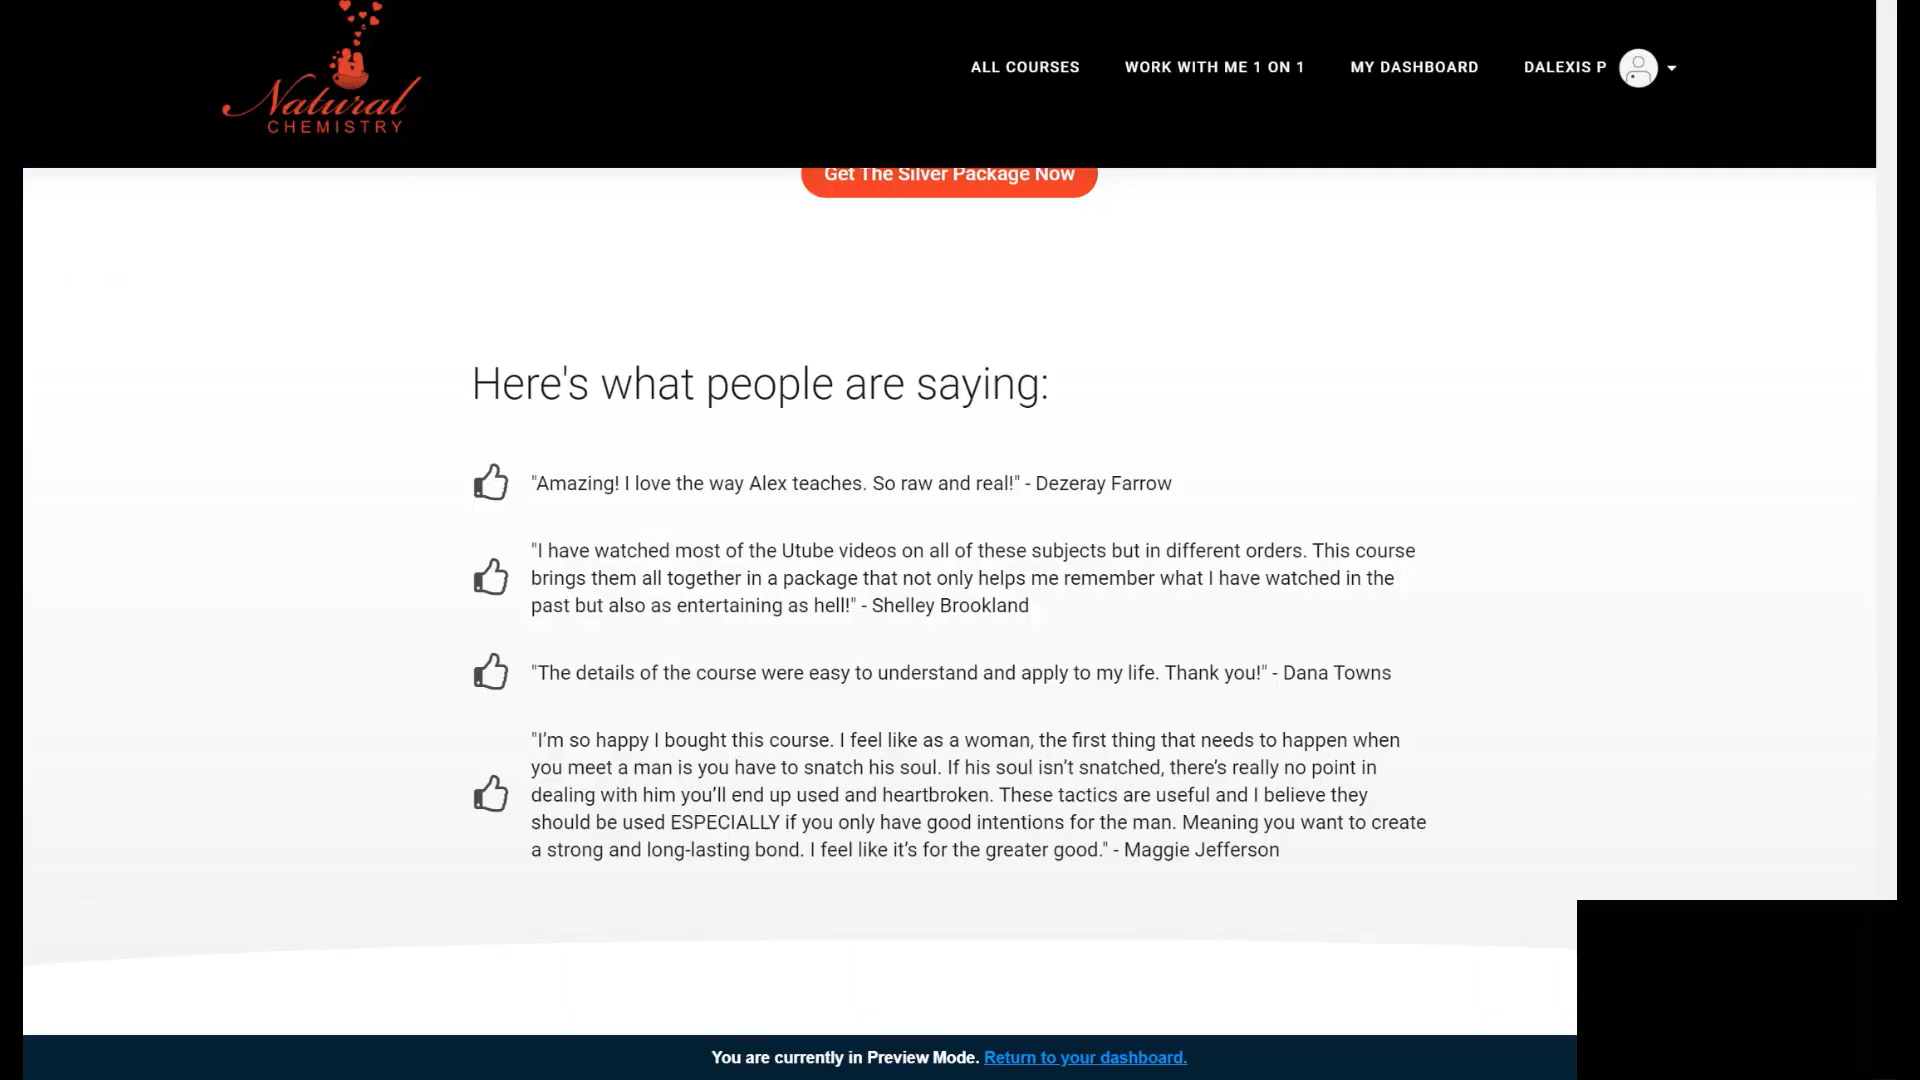 Natural
CHEMISTRY
ALL COURSES
WORK WITH ME 1 ON 1
MY DASHBOARD
DALEXIS P
Get The Silver Package Now
Here's what people are saying:
"Amazing! I love the way Alex teaches. So raw and real!" - Dezeray Farrow
"I have watched most of the Utube videos on all of these subjects but in different orders. This course
brings them all together in a package that not only helps me remember what I have watched in the
past but also as entertaining as hell!" - Shelley Brookland
"The details of the course were easy to understand and apply to my life. Thank you!" - Dana Towns
"I’m so happy I bought this course. I feel like as a woman, the first thing that needs to happen when
you meet a man is you have to snatch his soul. If his soul isn’t snatched, there’s really no point in
dealing with him you’ll end up used and heartbroken. These tactics are useful and I believe they
should be used ESPECIALLY if you only have good intentions for the man. Meaning you want to create
a strong and long-lasting bond. I feel like it’s for the greater good." - Maggie Jefferson
You are currently in Preview Mode. Return to your dashboard.